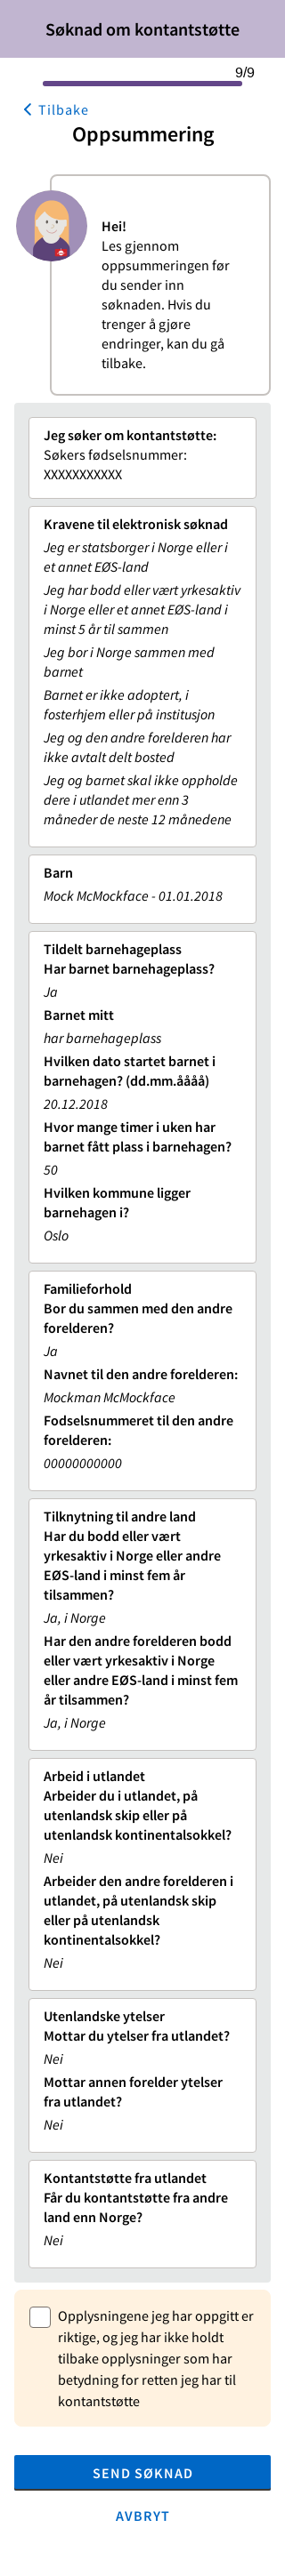 Søknad om kontantstøtte
9/9
Tilbake
Oppsummering
Hei!
Les gjennom
oppsummeringen før
du sender inn
søknaden. Hvis du
trenger å gjøre
endringer, kan du gå
tilbake.
Jeg søker om kontantstøtte:
Søkers fødselsnummer:
XXXXXXXXXXX
Kravene til elektronisk søknad
Jeg er statsborger i Norge eller i
et annet EØS-land
Jeg har bodd eller vært yrkesaktiv
i Norge eller et annet EØS-land i
minst 5 år til sammen
Jeg bor i Norge sammen med
barnet
Barnet er ikke adoptert, i
fosterhjem eller på institusjon
Jeg og den andre forelderen har
ikke avtalt delt bosted
Jeg og barnet skal ikke oppholde
dere i utlandet mer enn 3
måneder de neste 12 månedene
Barn
Mock McMockface - 01.01.2018
Tildelt barnehageplass
Har barnet barnehageplass?
Ja
Barnet mitt
har barnehageplass
Hvilken dato startet barnet i
barnehagen? (dd.mm.åååå)
20.12.2018
Hvor mange timer i uken har
barnet fått plass i barnehagen?
50
Hvilken kommune ligger
barnehagen i?
Oslo
Familieforhold
Bor du sammen med den andre
forelderen?
Ja
Navnet til den andre forelderen:
Mockman McMockface
Fodselsnummeret til den andre
forelderen:
00000000000
Tilknytning til andre land
Har du bodd eller vært
yrkesaktiv i Norge eller andre
EØS-land i minst fem år
tilsammen?
Ja, i Norge
Har den andre forelderen bodd
eller vært yrkesaktiv i Norge
eller andre EØS-land i minst fem
år tilsammen?
Ja, i Norge
Arbeid i utlandet
Arbeider du i utlandet, på
utenlandsk skip eller på
utenlandsk kontinentalsokkel?
Nei
Arbeider den andre forelderen i
utlandet, på utenlandsk skip
eller på utenlandsk
kontinentalsokkel?
Nei
Utenlandske ytelser
Mottar du ytelser fra utlandet?
Nei
Mottar annen forelder ytelser
fra utlandet?
Nei
Kontantstøtte fra utlandet
Får du kontantstøtte fra andre
land enn Norge?
Nei
Opplysningene jeg har oppgitt er
riktige, og jeg har ikke holdt
tilbake opplysninger som har
betydning for retten jeg har til
kontantstøtte
SEND SØKNAD
AVBRYT